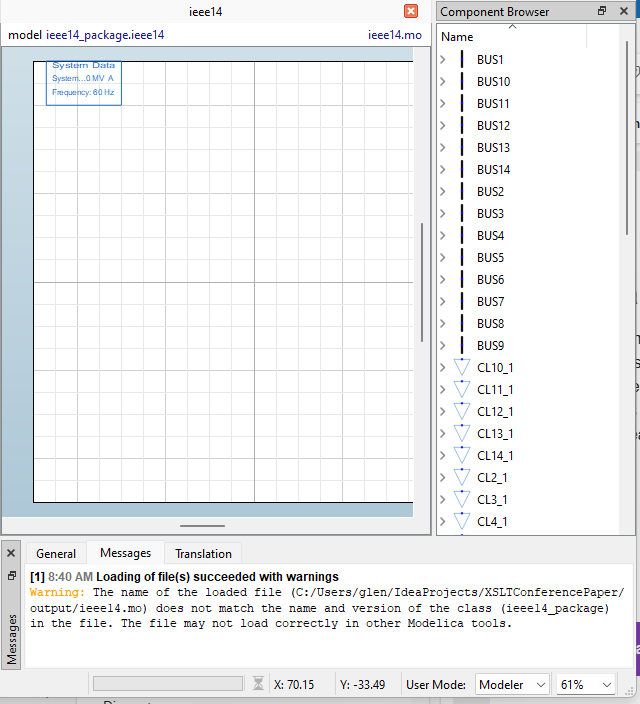 ieee14
Component Browser
model ieee14_package.ieee14
ieee14.mo
System Data
System...0 MV A
Frequency: 60 Hz
Name
BUS1
BUS10
BUS11
BUS12
BUS13
BUS14
BUS2
BUS3
BUS4
BUS5
BUS6
BUS7
BUS8
BUS9
CL10_1
CL11_1
CL12_1
CL13_1
CL14_1
CL2_1
CL3_1
CL4_1
General
Messages
Translation
Messages
[1] 8:40 AM Loading of file(s) succeeded with warnings
Warning: The name of the loaded file (C:/Users/glen/IdeaProjects/XSLTConferencePaper/
output/ieee14.mo) does not match the name and version of the class (ieee14_package)
in the file. The file may not load correctly in other Modelica tools.
X: 70.15
Y: -33.49
User Mode:
Modeler
61%